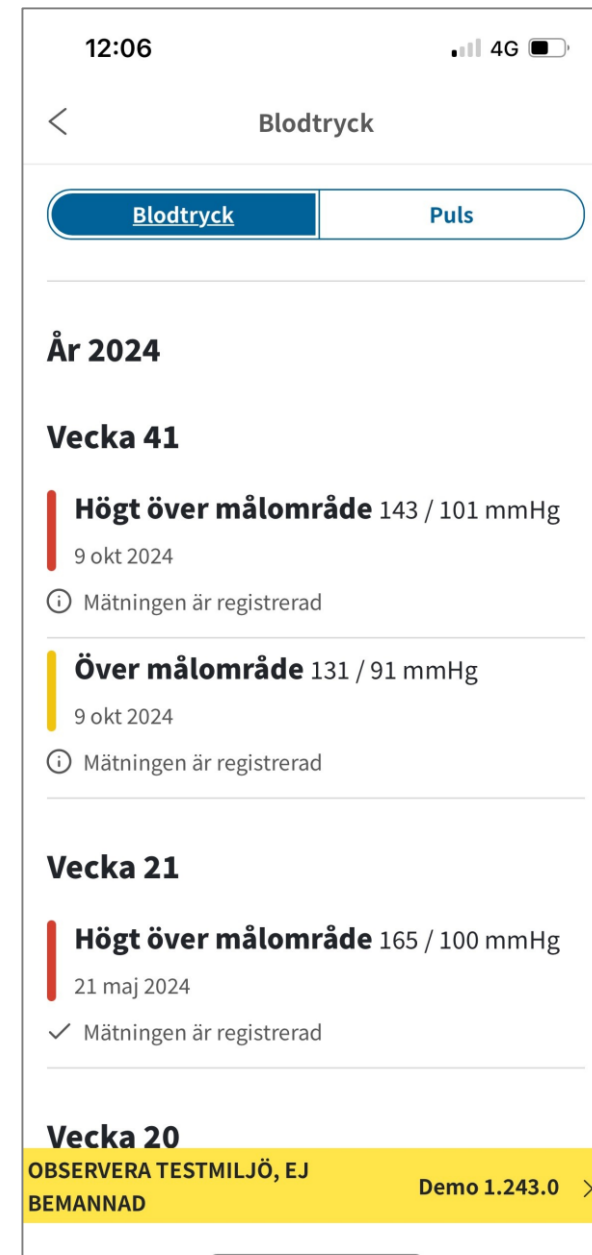 12:06 4G
Blodtryck
Blodtryck Puls
År 2024
Vecka 41
Högt över målområde 143 / 101 mmHg
9 okt 2024
Mätningen är registrerad
Över målområde 131 / 91 mmHg
9 okt 2024
Mätningen är registrerad
Vecka 21
Högt över målområde 165 / 100 mmHg
21 maj 2024
Mätningen är registrerad
Vecka 20
OBSERVERA TESTMILJÖ, EJ
BEMANNAD
Demo 1.243.0